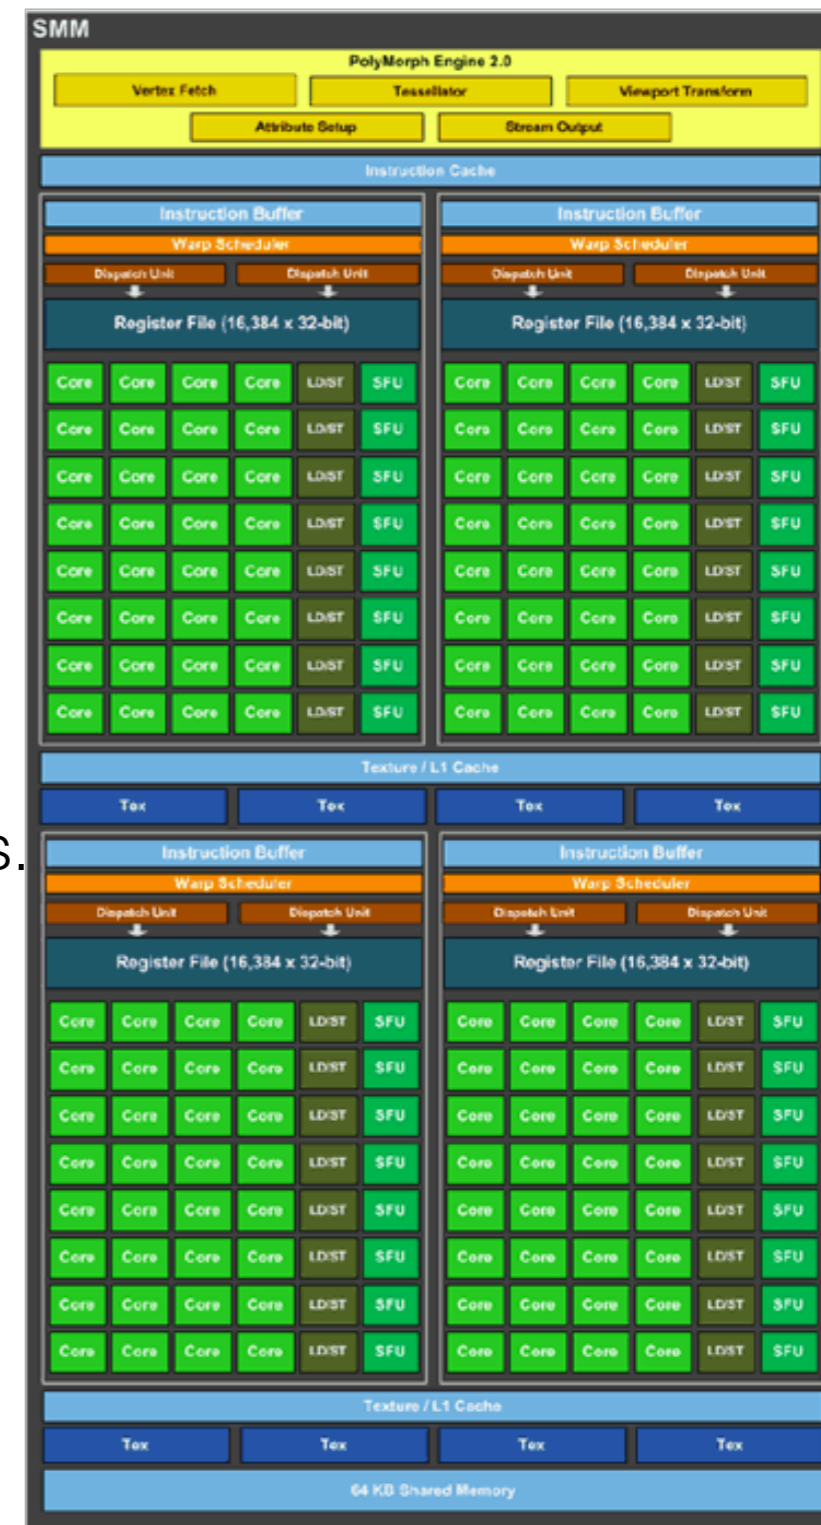 SMM
PolyMorph Engine 2.0
Vertex Fetch Tessellator Viewport Transform
Attribute Setup Stream Output
Instruction Cache
Instruction Buffer Instruction Buffer
Warp Scheduler Warp Scheduler
Dispatch Unit Dispatch Unit Dispatch Unit Dispatch Unit
Register File (16,384 x 32-bit) Register File (16,384 x 32-bit)
Core Core Core Core LD/ST SFU Core Core Core Core LD/ST SFU
Core Core Core Core LD/ST SFU Core Core Core Core LD/ST SFU
Core Core Core Core LD/ST SFU Core Core Core Core LD/ST SFU
Core Core Core Core LD/ST SFU Core Core Core Core LD/ST SFU
Core Core Core Core LD/ST SFU Core Core Core Core LD/ST SFU
Core Core Core Core LD/ST SFU Core Core Core Core LD/ST SFU
Core Core Core Core LD/ST SFU Core Core Core Core LD/ST SFU
Core Core Core Core LD/ST SFU Core Core Core Core LD/ST SFU
Texture / L1 Cache
Tex Tex Tex Tex
s.
Instruction Buffer Instruction Buffer
Warp Scheduler Warp Scheduler
Dispatch Unit Dispatch Unit Dispatch Unit Dispatch Unit
Register File (16,384 x 32-bit) Register File (16,384 x 32-bit)
Core Core Core Core LD/ST SFU Core Core Core Core LD/ST SFU
Core Core Core Core LD/ST SFU Core Core Core Core LD/ST SFU
Core Core Core Core LD/ST SFU Core Core Core Core LD/ST SFU
Core Core Core Core LD/ST SFU Core Core Core Core LD/ST SFU
Core Core Core Core LD/ST SFU Core Core Core Core LD/ST SFU
Core Core Core Core LD/ST SFU Core Core Core Core LD/ST SFU
Core Core Core Core LD/ST SFU Core Core Core Core LD/ST SFU
Core Core Core Core LD/ST SFU Core Core Core Core LD/ST SFU
Texture / L1 Cache
Tex Tex Tex Tex
64 KB Shared Memory